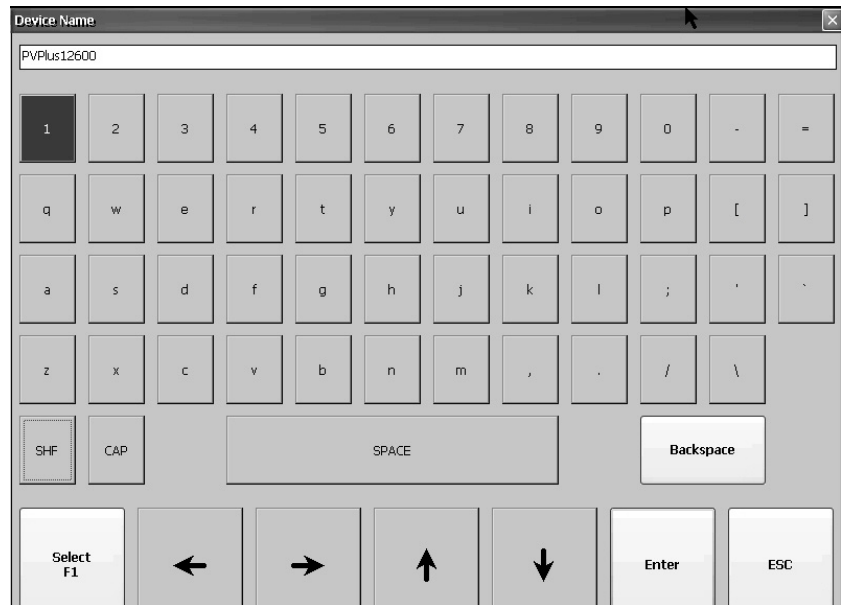 Device Name
PVPlus12600
1 2 3 4 5 6 7 8 9 0 - =
q w e r t y u i o p [ ]
a s d f g h j k l ; ' `
z x c v b n m , . / \
SHF CAP SPACE Backspace
Select
F1
Enter ESC